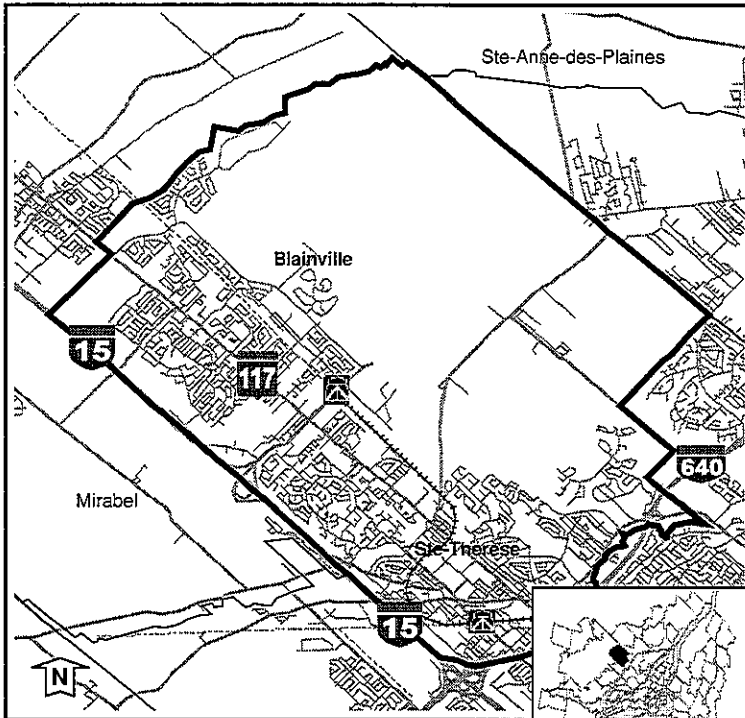 Ste-Anne-des-Plaines
Blainville
15
117
640
Mirabel
Ste-Thérèse
15
N